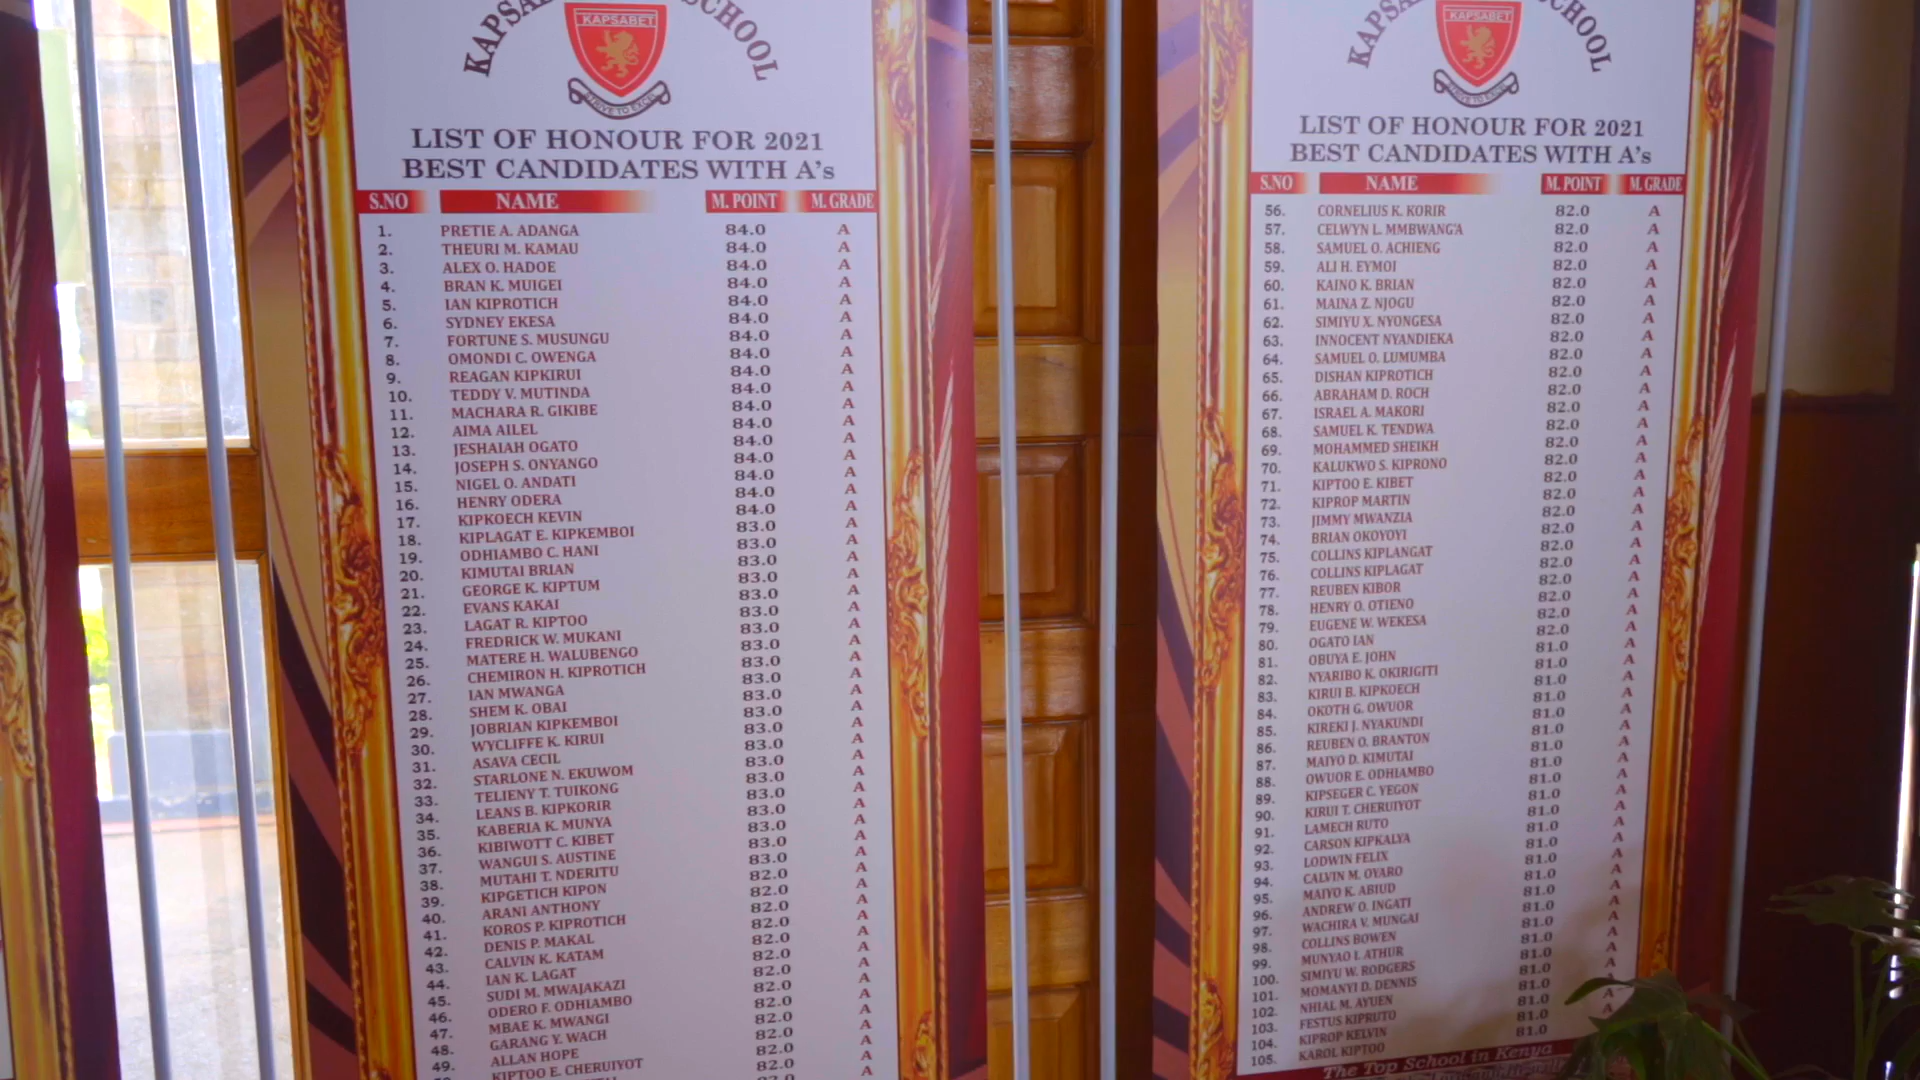 KAPSA SCHOOL
KAPSABET
STRIVE TO EXCEL
LIST OF HONOUR FOR 2021
BEST CANDIDATES WITH A's
S.NO NAME M. POINT M. GRADE
1. PRETIE A. ADANGA 84.0 A
2. THEURI M. KAMAU 84.0 A
3. ALEX O. HADOE 84.0 A
4. BRAN K. MUIGEI 84.0 A
5. IAN KIPROTICH 84.0 A
6. SYDNEY EKESA 84.0 A
7. FORTUNE S. MUSUNGU 84.0 A
8. OMONDI C. OWENGA 84.0 A
9. REAGAN KIPKIRUI 84.0 A
10. TEDDY V. MUTINDA 84.0 A
11. MACHARA R. GIKIBE 84.0 A
12. AIMA AILEL 84.0 A
13. JESHAIAH OGATO 84.0 A
14. JOSEPH S. ONYANGO 84.0 A
15. NIGEL O. ANDATI 84.0 A
16. HENRY ODERA 84.0 A
17. KIPKOECH KEVIN 84.0 A
18. KIPLAGAT E. KIPKEMBOI 83.0 A
19. ODHIAMBO C. HANI 83.0 A
20. KIMUTAI BRIAN 83.0 A
21. GEORGE K. KIPTUM 83.0 A
22. EVANS KAKAI 83.0 A
23. LAGAT R. KIPTOO 83.0 A
24. FREDRICK W. MUKANI 83.0 A
25. MATERE H. WALUBENGO 83.0 A
26. CHEMIRON H. KIPROTICH 83.0 A
27. IAN MWANGA 83.0 A
28. SHEM K. OBAI 83.0 A
29. JOBRIAN KIPKEMBOI 83.0 A
30. WYCLIFFE K. KIRUI 83.0 A
31. ASAVA CECIL 83.0 A
32. STARLONE N. EKUWOM 83.0 A
33. TELIENY T. TUIKONG 83.0 A
34. LEANS B. KIPKORIR 83.0 A
35. KABERIA K. MUNYA 83.0 A
36. KIBIWOTT C. KIBET 83.0 A
37. WANGUI S. AUSTINE 83.0 A
38. MUTAHI T. NDERITU 82.0 A
39. KIPGETICH KIPON 82.0 A
40. ARANI ANTHONY 82.0 A
41. KOROS P. KIPROTICH 82.0 A
42. DENIS P. MAKAL 82.0 A
43. CALVIN K. KATAM 82.0 A
44. IAN K. LAGAT 82.0 A
45. SUDI M. MWAJAKAZI 82.0 A
46. ODERO F. ODHIAMBO 82.0 A
47. MBAE K. MWANGI 82.0 A
48. GARANG Y. WACH 82.0 A
49. ALLAN HOPE 82.0 A
KIPTOO E. CHERUIYOT
KAPSA SCHOOL
KAPSABET
STRIVE TO EXCEL
LIST OF HONOUR FOR 2021
BEST CANDIDATES WITH A's
S.NO NAME M. POINT M. GRADE
56. CORNELIUS K. KORIR 82.0 A
57. CELWYN L. MMBWANG'A 82.0 A
58. SAMUEL O. ACHIENG 82.0 A
59. ALI H. EYMOI 82.0 A
60. KAINO K. BRIAN 82.0 A
61. MAINA Z. NJOGU 82.0 A
62. SIMIYU X. NYONGESA 82.0 A
63. INNOCENT NYANDIEKA 82.0 A
64. SAMUEL O. LUMUMBA 82.0 A
65. DISHAN KIPROTICH 82.0 A
66. ABRAHAM D. ROCH 82.0 A
67. ISRAEL A. MAKORI 82.0 A
68. SAMUEL K. TENDWA 82.0 A
69. MOHAMMED SHEIKH 82.0 A
70. KALUKWO S. KIPRONO 82.0 A
71. KIPTOO E. KIBET 82.0 A
72. KIPROP MARTIN 82.0 A
73. JIMMY MWANZIA 82.0 A
74. BRIAN OKOYOYI 82.0 A
75. COLLINS KIPLANGAT 82.0 A
76. COLLINS KIPLAGAT 82.0 A
77. REUBEN KIBOR 82.0 A
78. HENRY O. OTIENO 82.0 A
79. EUGENE W. WEKESA 82.0 A
80. OGATO IAN 81.0 A
81. OBUYA E. JOHN 81.0 A
82. NYARIBO K. OKIRIGITI 81.0 A
83. KIRUI B. KIPKOECH 81.0 A
84. OKOTH G. OWUOR 81.0 A
85. KIREKI J. NYAKUNDI 81.0 A
86. REUBEN O. BRANTON 81.0 A
87. MAIYO D. KIMUTAI 81.0 A
88. OWUOR E. ODHIAMBO 81.0 A
89. KIPSEGER C. YEGON 81.0 A
90. KIRUI T. CHERUIYOT 81.0 A
91. LAMECH RUTO 81.0 A
92. CARSON KIPKALYA 81.0 A
93. LODWIN FELIX 81.0 A
94. CALVIN M. OYARO 81.0 A
95. MAIYO K. ABIUD 81.0 A
96. ANDREW O. INGATI 81.0 A
97. WACHIRA V. MUNGAI 81.0 A
98. COLLINS BOWEN 81.0 A
99. MUNYAO I. ATHUR 81.0 A
100. SIMIYU W. RODGERS 81.0 A
101. MOMANYI D. DENNIS 81.0 A
102. NHIAL M. AYUEN 81.0 A
103. FESTUS KIPRUTO 81.0
104. KIPROP KELVIN 81.0
105. KAROL KIPTOO
The Top School in Kenya